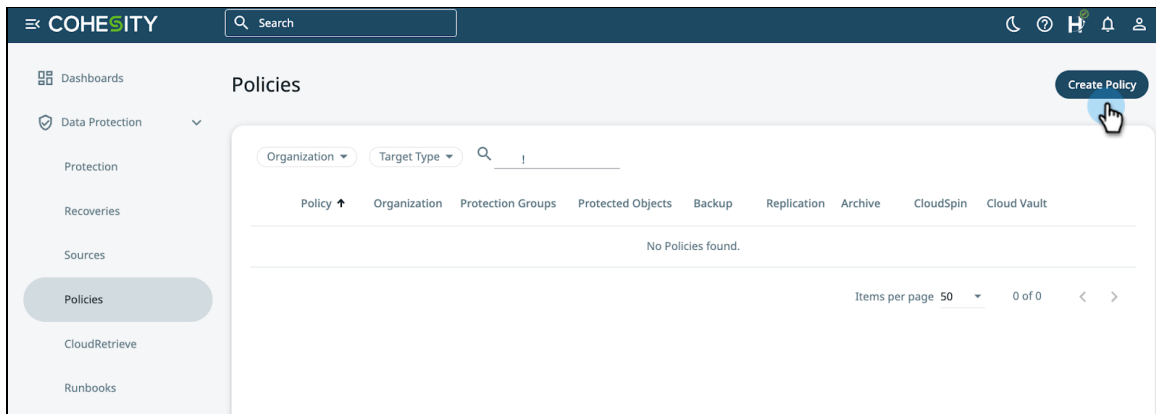 COHESITY
Search
Dashboards
Data Protection
Protection
Recoveries
Sources
Policies
CloudRetrieve
Runbooks
Policies
Create Policy
Organization
Target Type
!
Policy Organization Protection Groups Protected Objects Backup Replication Archive CloudSpin Cloud Vault
No Policies found.
Items per page 50 0 of 0